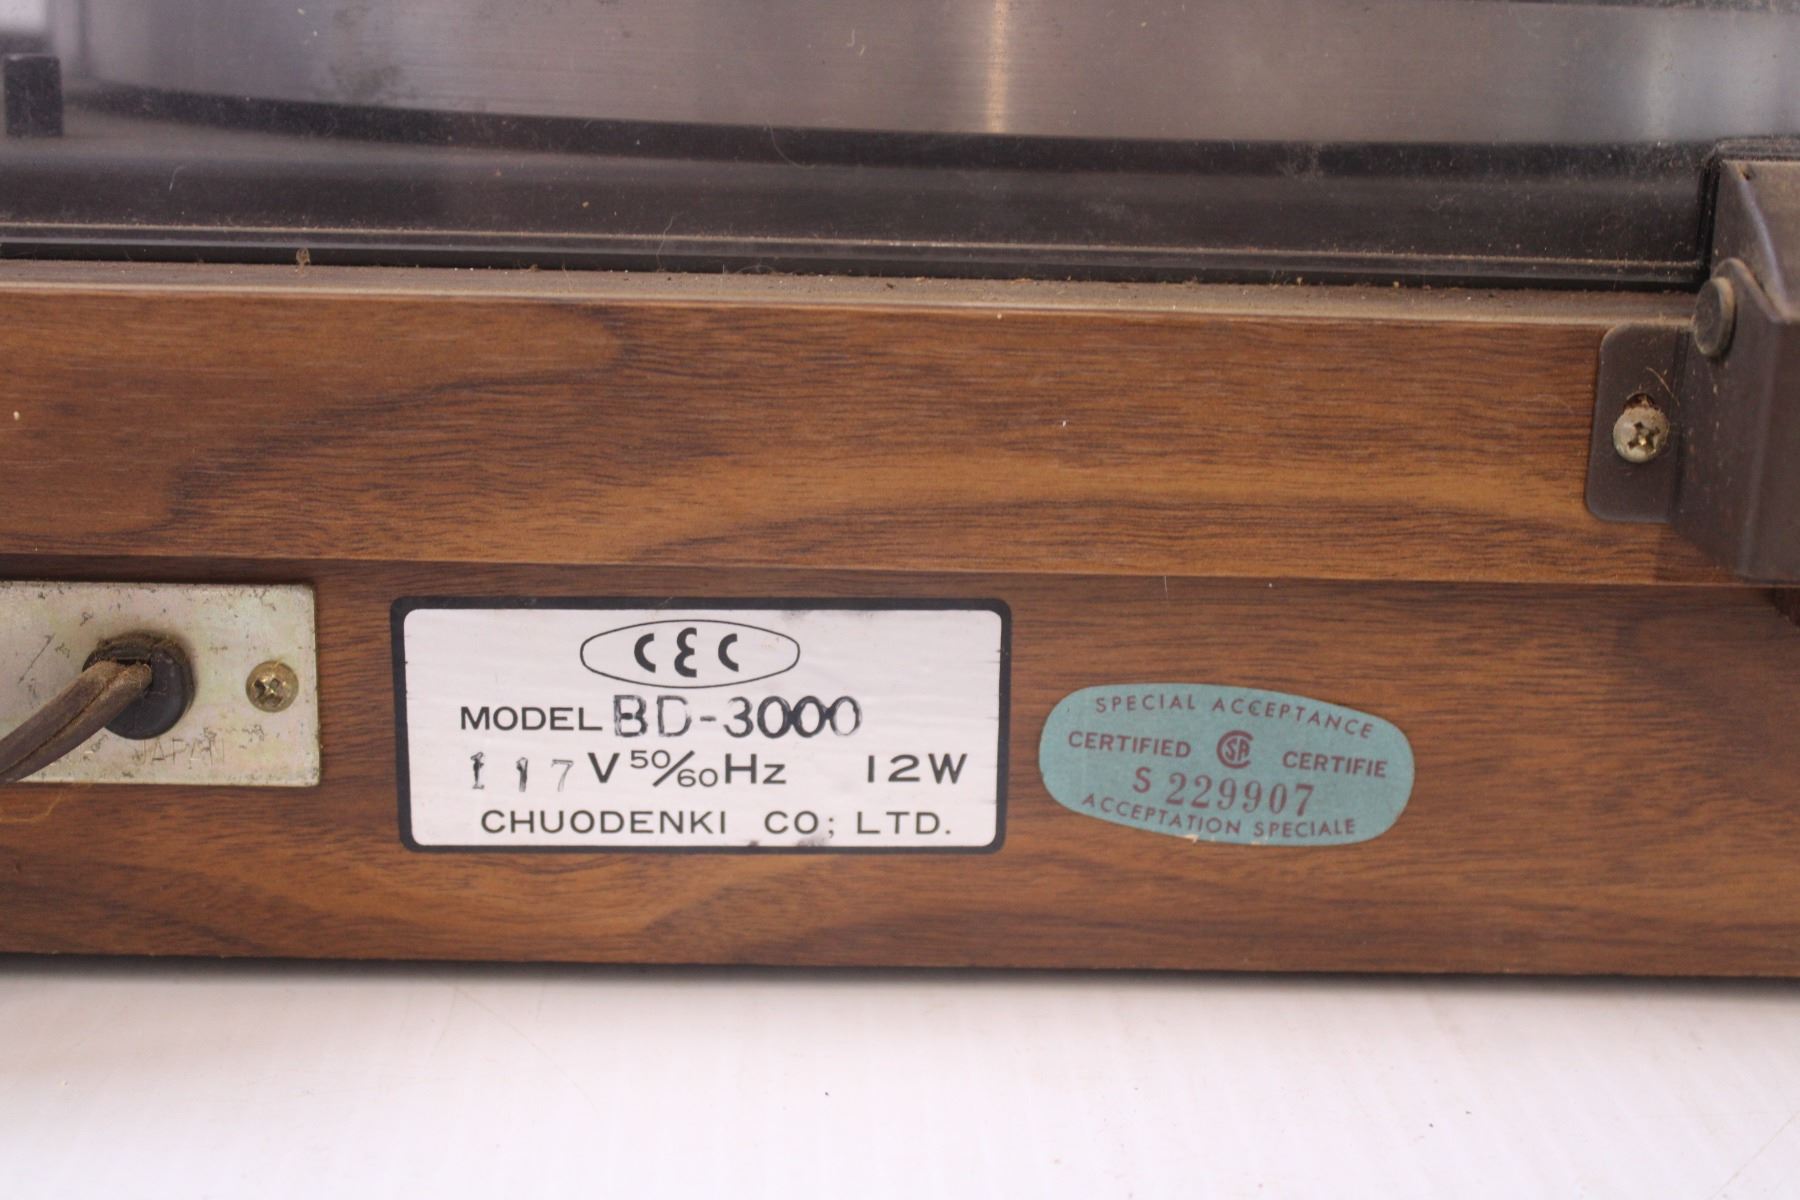 JAPAN
CEC
MODEL BD-3000
117 V 50/60 Hz 12W
CHUODENKI CO; LTD.
SPECIAL ACCEPTANCE
CERTIFIED SA CERTIFIE
S 229907
ACCEPTATION SPECIALE